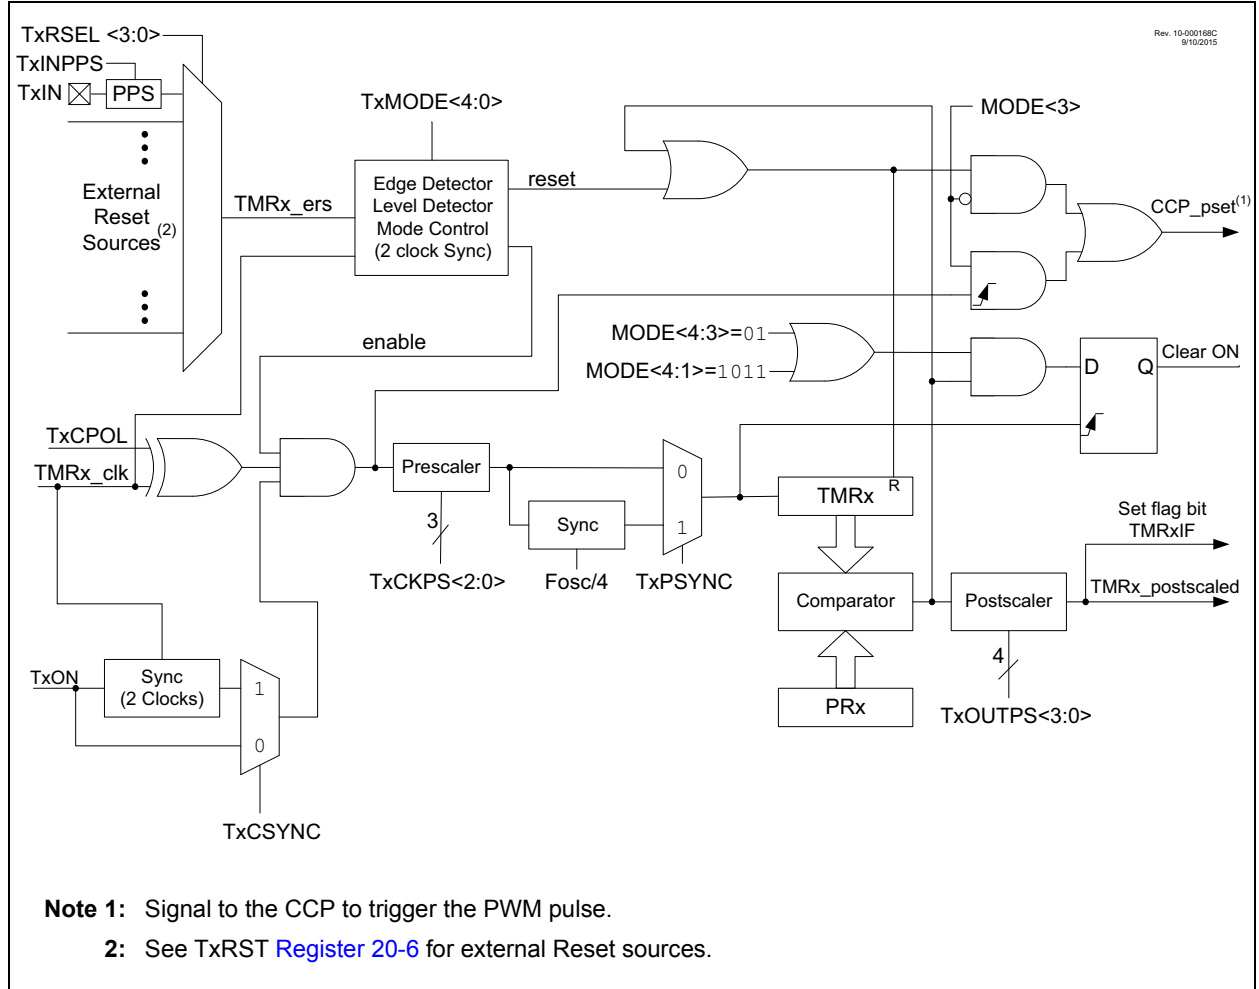 TxRSEL <3:0>
Rev. 10-000168C
9/10/2015
TxINPPS
TxIN
PPS
TxMODE<4:0>
MODE<3>
External
Reset
Sources(2)
TMRx_ers
Edge Detector
Level Detector
Mode Control
(2 clock Sync)
reset
CCP_pset(1)
enable
MODE<4:3>=01
MODE<4:1>=1011
D
Q
Clear ON
TxCPOL
TMRx_clk
Prescaler
3
TxCKPS<2:0>
Sync
Fosc/4
0
1
TxPSYNC
R
TMRx
Comparator
PRx
Postscaler
4
TxOUTPS<3:0>
Set flag bit
TMRxIF
TMRx_postscaled
TxON
Sync
(2 Clocks)
1
0
TxCSYNC
Note 1: Signal to the CCP to trigger the PWM pulse.
2: See TxRST Register 20-6 for external Reset sources.